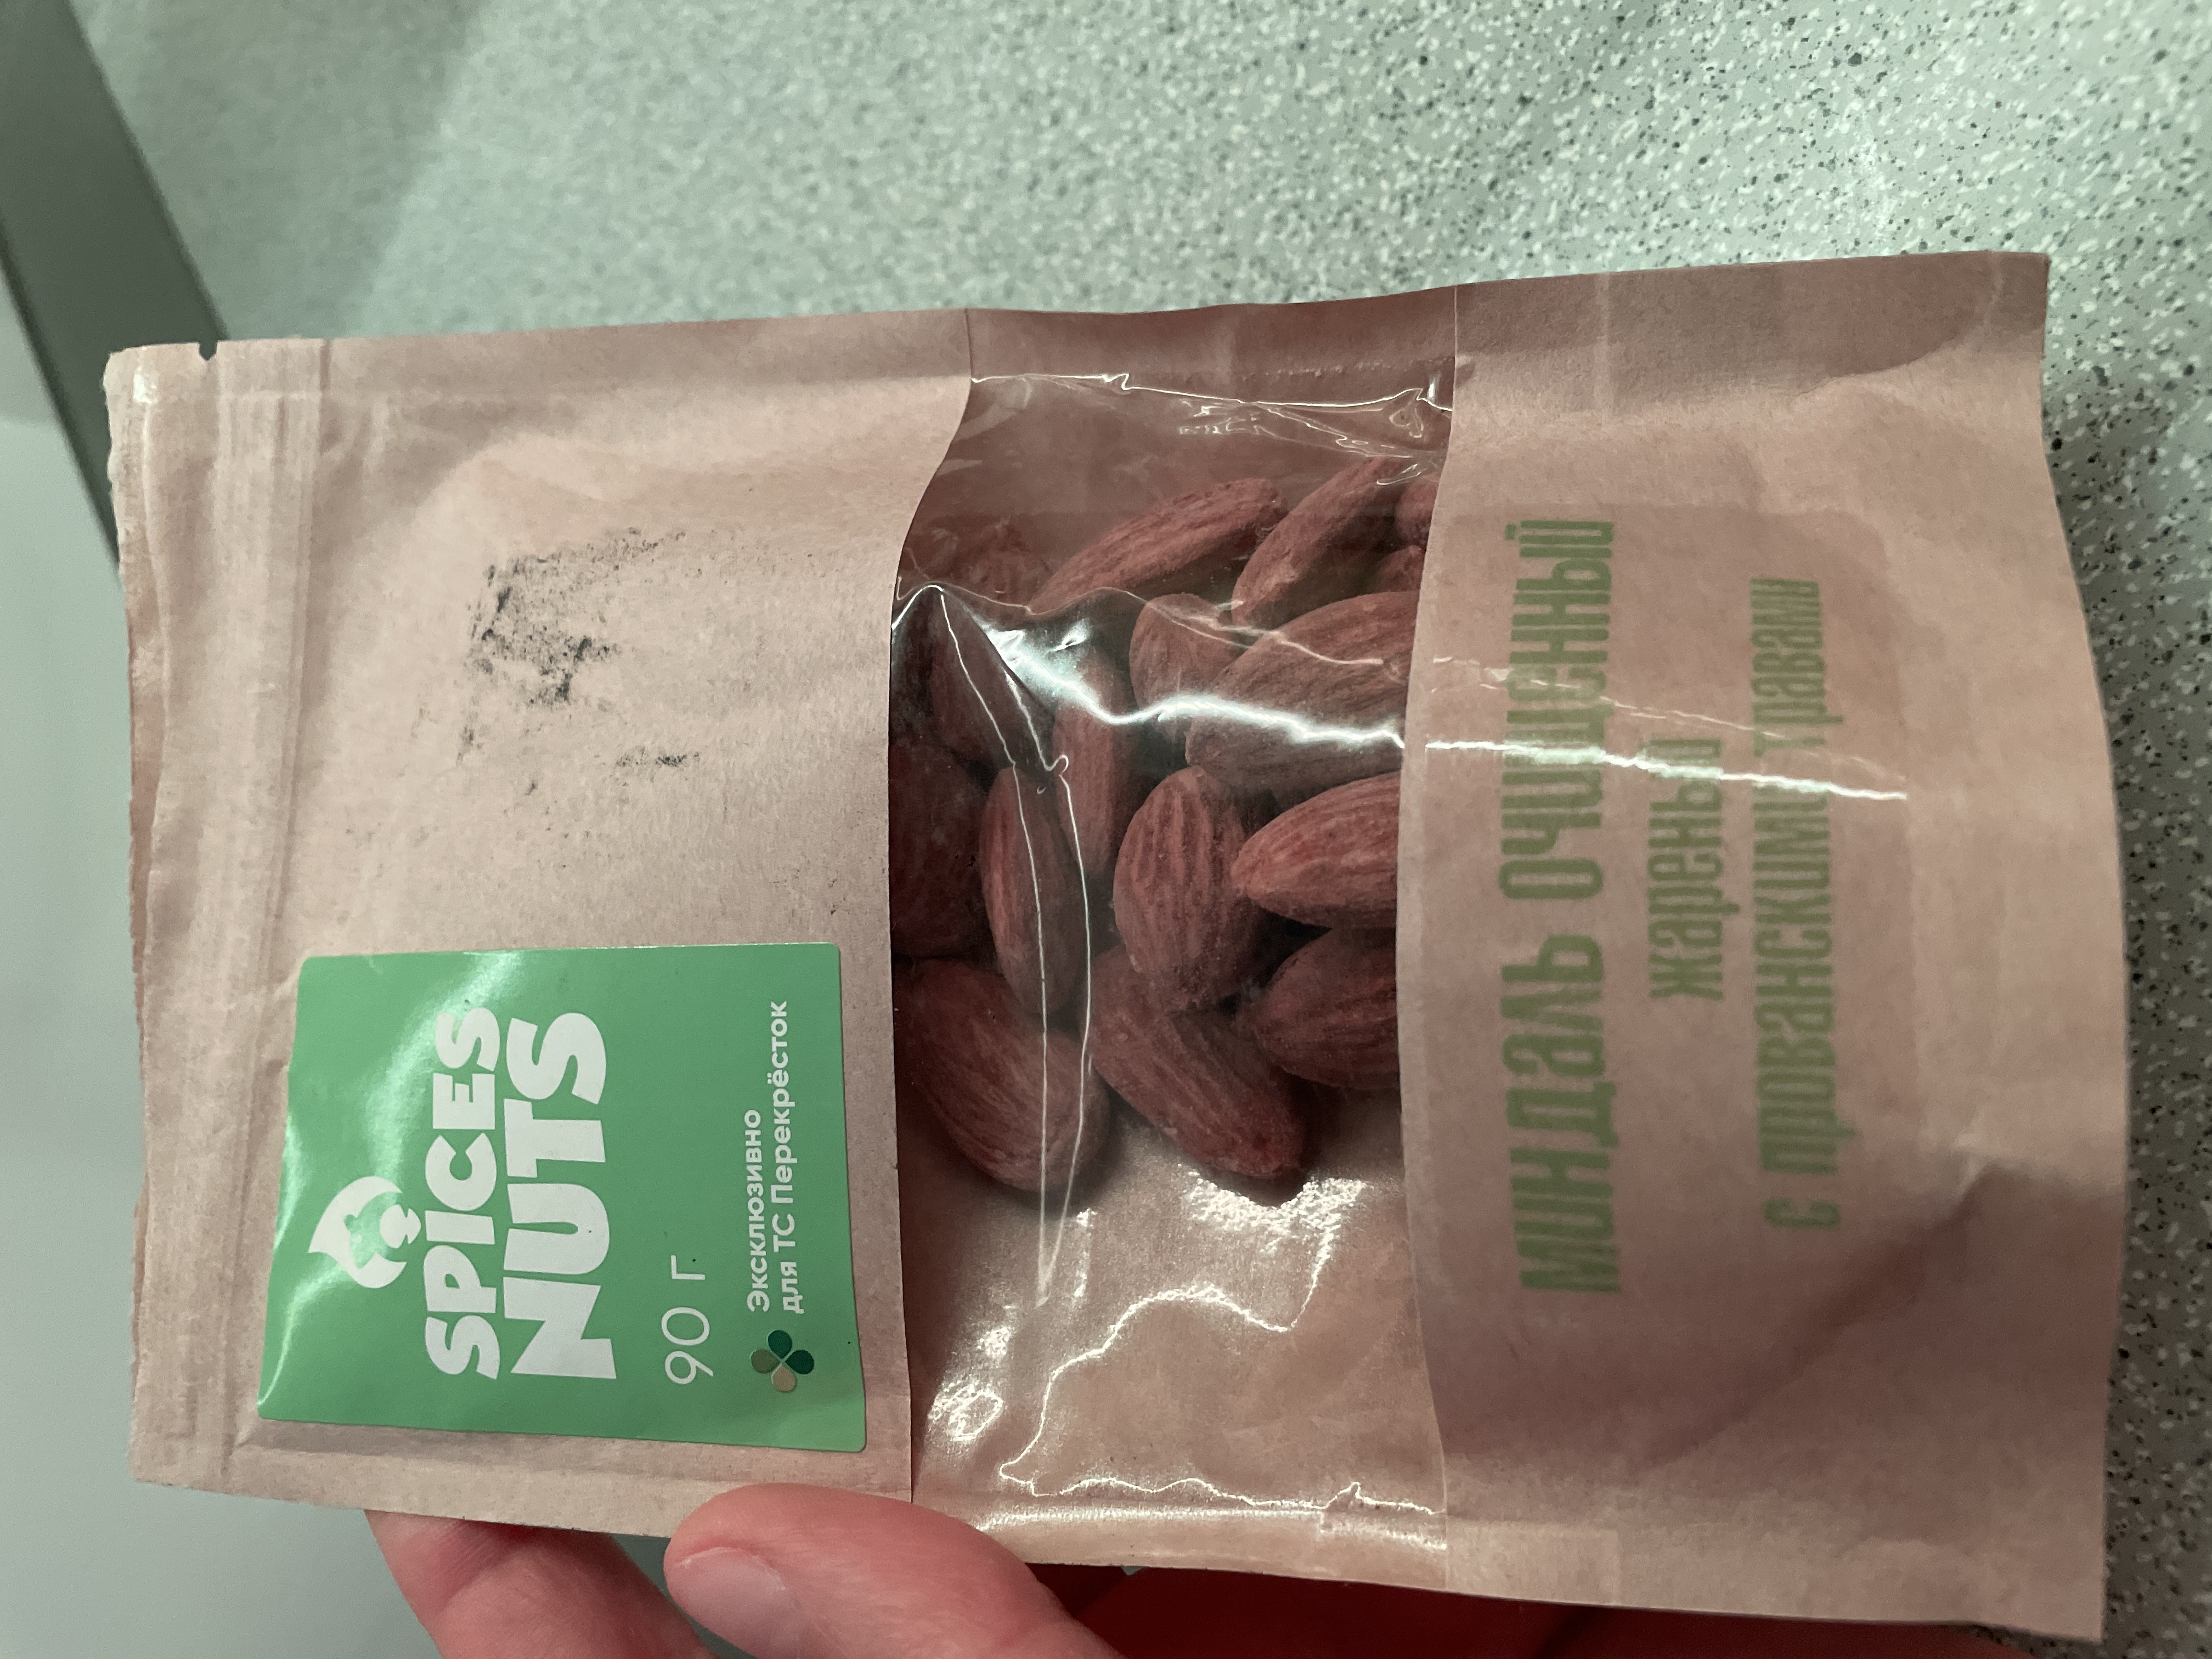 SPICES
NUTS
90 г
Эксклюзивно
для ТС Перекрёсток
миндаль очищенный
жареный
с прованскими травами